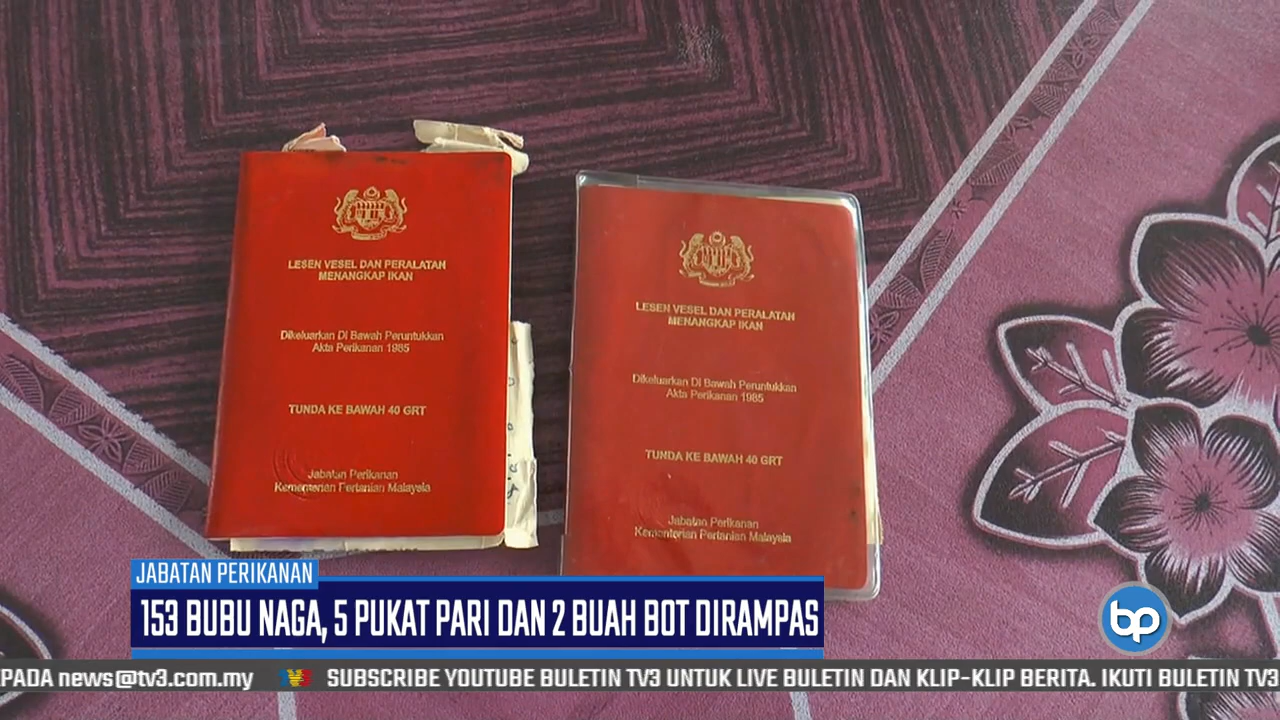 LESEN VESEL DAN PERALATAN
MENANGKAP IKAN
Dikeluarkan Di Bawah Peruntukkan
Akta Perikanan 1985
TUNDA KE BAWAH 40 GRT
Jabatan Perikanan
Kementerian Pertanian Malaysia
LESEN VESEL DAN PERALATAN
MENANGKAP IKAN
Dikeluarkan Di Bawah Peruntukkan
Akta Perikanan 1985
TUNDA KE BAWAH 40 GRT
Jabatan Perikanan
Kementerian Pertanian Malaysia
JABATAN PERIKANAN
153 BUBU NAGA, 5 PUKAT PARI DAN 2 BUAH BOT DIRAMPAS
bp
PADA news@tv3.com.my SUBSCRIBE YOUTUBE BULETIN TV3 UNTUK LIVE BULETIN DAN KLIP-KLIP BERITA. IKUTI BULETIN TV3